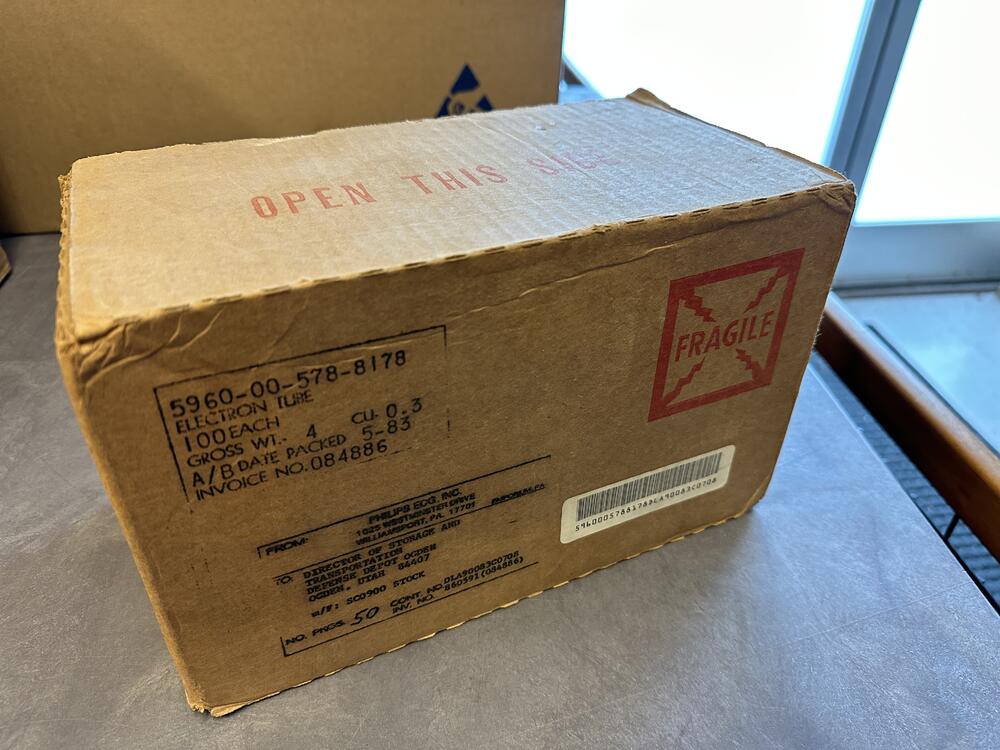 OPEN THIS SIDE
FRAGILE
5960-00-578-8178
ELECTRON TUBE
100 EACH
GROSS WT.- 4 CU- 0.3
A/B DATE PACKED 5-83
INVOICE NO. 084886
5960005788178DLA90083C0708
PHILIPS ECG, INC.
1025 WESTMINSTER DRIVE EMPORIUM, PA.
WILLIAMSPORT, PA. 17701
FROM:
TO: DIRECTOR OF STORAGE AND
TRANSPORTATION
DEFENSE DEPOT OGDEN
OGDEN, UTAH 84407
m/f: SC0900 STOCK
NO. PKGS. 50 CONT. NO. DLA90083C0708
INV. NO. 860591(084886)